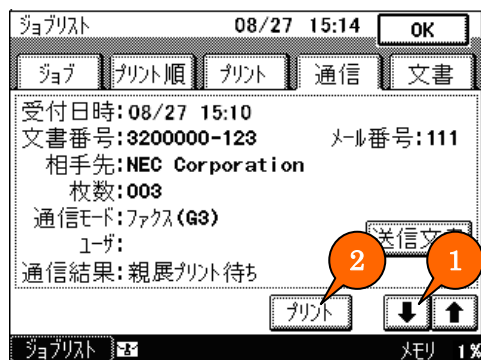 ジョブリスト 08/27 15:14 OK
ジョブ プリント順 プリント 通信 文書
受付日時:08/27 15:10
文書番号:3200000-123 メール番号:111
相手先:NEC Corporation
枚数:003
通信モード:ファクス(G3)
送信文
ユーザ:
2 1
通信結果:親展プリント待ち
プリント
ジョブリスト メモリ 1%